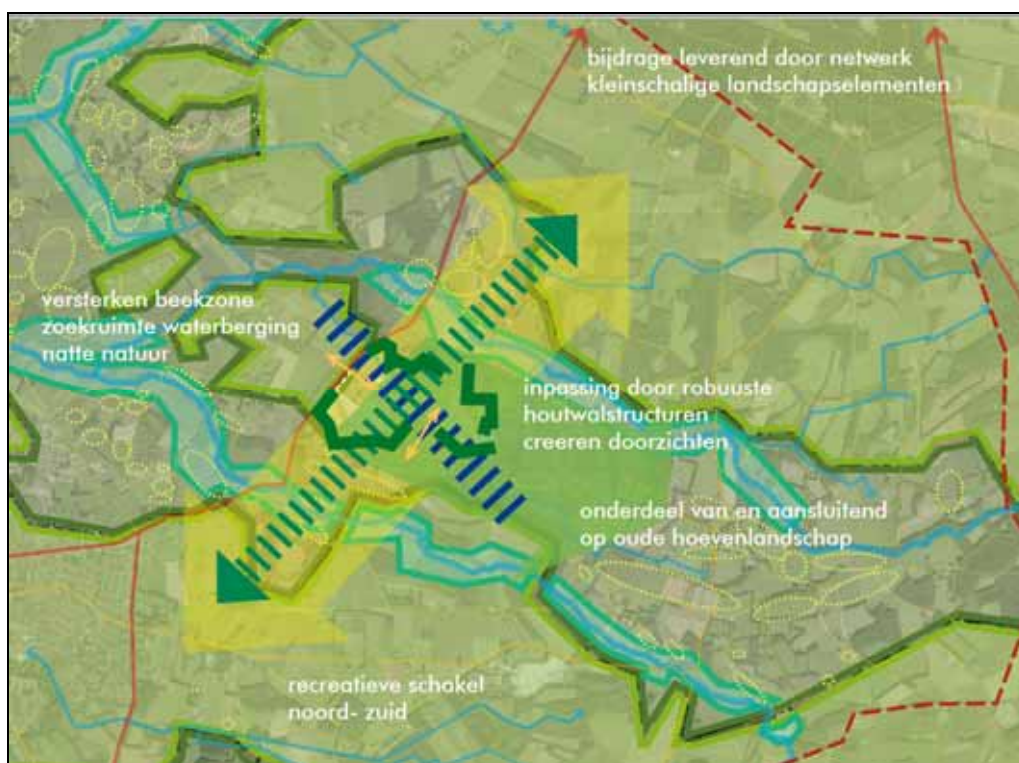 bijdrage leverend door netwerk
kleinschalige landschapselementen
versterken beekzone
zoekruimte waterberging
natte natuur
inpassing door robuuste
houtwalstructuren
creeren doorzichten
onderdeel van en aansluitend
op oude hoevenlandschap
recreatieve schakel
noord- zuid